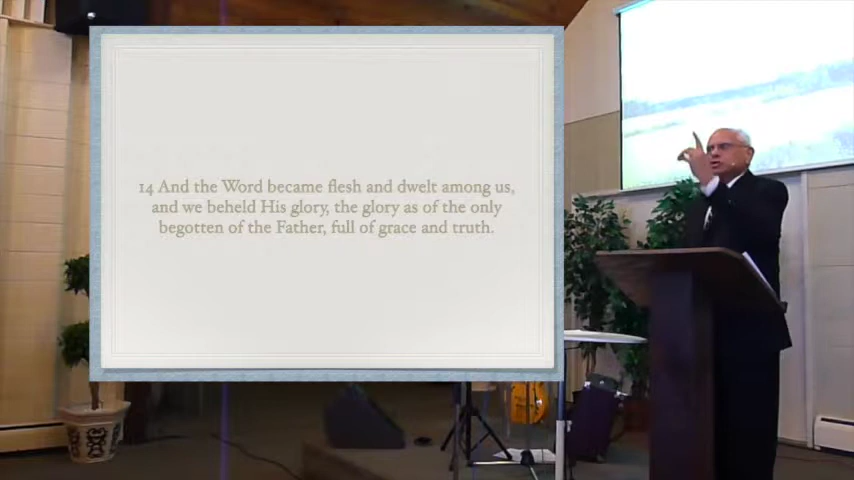 14 And the Word became flesh and dwelt among us,
and we beheld His glory, the glory as of the only
begotten of the Father, full of grace and truth.